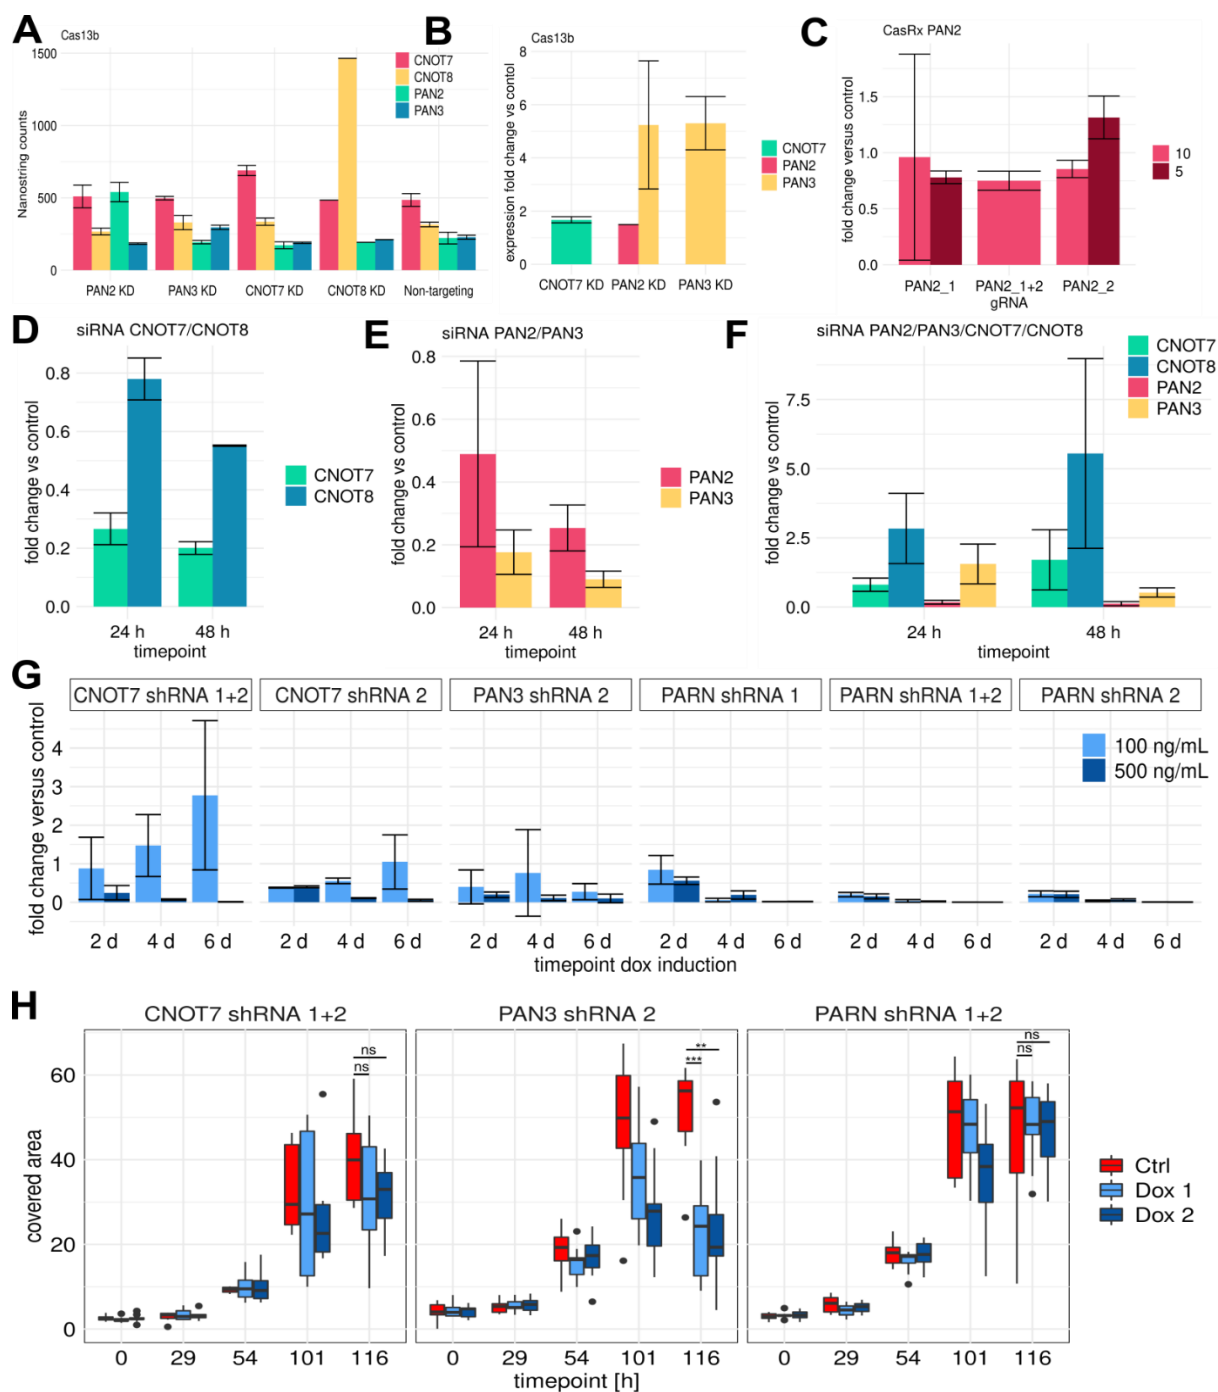 A
Cas13b
Nanostring counts
1500
1000
500
0
CNOT7
CNOT8
PAN2
PAN3
PAN2 KD
PAN3 KD
CNOT7 KD
CNOT8 KD
Non-targeting
B
Cas13b
expression fold change vs contol
8
6
4
2
0
CNOT7
PAN2
PAN3
CNOT7 KD
PAN2 KD
PAN3 KD
C
CasRx PAN2
fold change versus control
1.5
1.0
0.5
0.0
10
5
PAN2_1
PAN2_1+2
PAN2_2
gRNA
D
siRNA CNOT7/CNOT8
fold change vs control
0.8
0.6
0.4
0.2
0.0
CNOT7
CNOT8
24 h
48 h
timepoint
E
siRNA PAN2/PAN3
fold change vs control
0.8
0.6
0.4
0.2
0.0
PAN2
PAN3
24 h
48 h
timepoint
F
siRNA PAN2/PAN3/CNOT7/CNOT8
fold change vs control
7.5
5.0
2.5
0.0
CNOT7
CNOT8
PAN2
PAN3
24 h
48 h
timepoint
G
CNOT7 shRNA 1+2
CNOT7 shRNA 2
PAN3 shRNA 2
PARN shRNA 1
PARN shRNA 1+2
PARN shRNA 2
fold change versus control
4
3
2
1
0
100 ng/mL
500 ng/mL
2 d 4 d 6 d
2 d 4 d 6 d
2 d 4 d 6 d
2 d 4 d 6 d
2 d 4 d 6 d
2 d 4 d 6 d
timepoint dox induction
H
CNOT7 shRNA 1+2
PAN3 shRNA 2
PARN shRNA 1+2
covered area
60
40
20
0
ns
ns
**
***
ns
ns
Ctrl
Dox 1
Dox 2
0 29 54 101 116
0 29 54 101 116
0 29 54 101 116
timepoint [h]